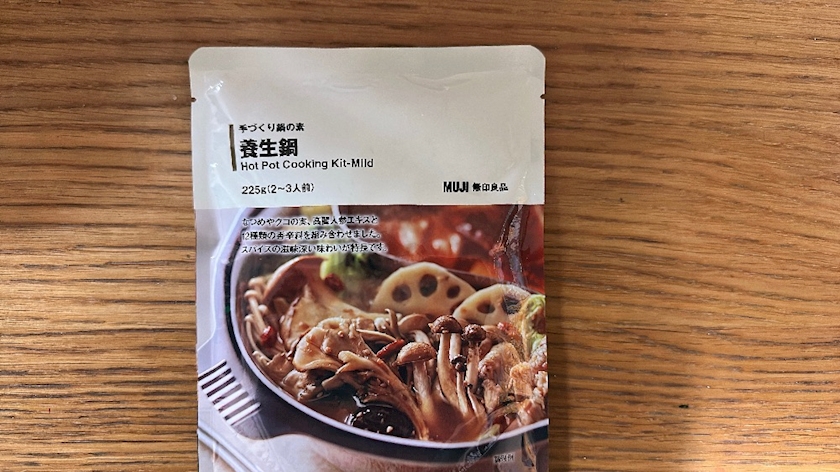 手づくり鍋の素
養生鍋
Hot Pot Cooking Kit-Mild
225g(2～3人前)
MUJI 無印良品
なつめやクコの実、高麗人参エキスと
12種類の香辛料を組み合わせました。
スパイスの滋味深い味わいが特長です。